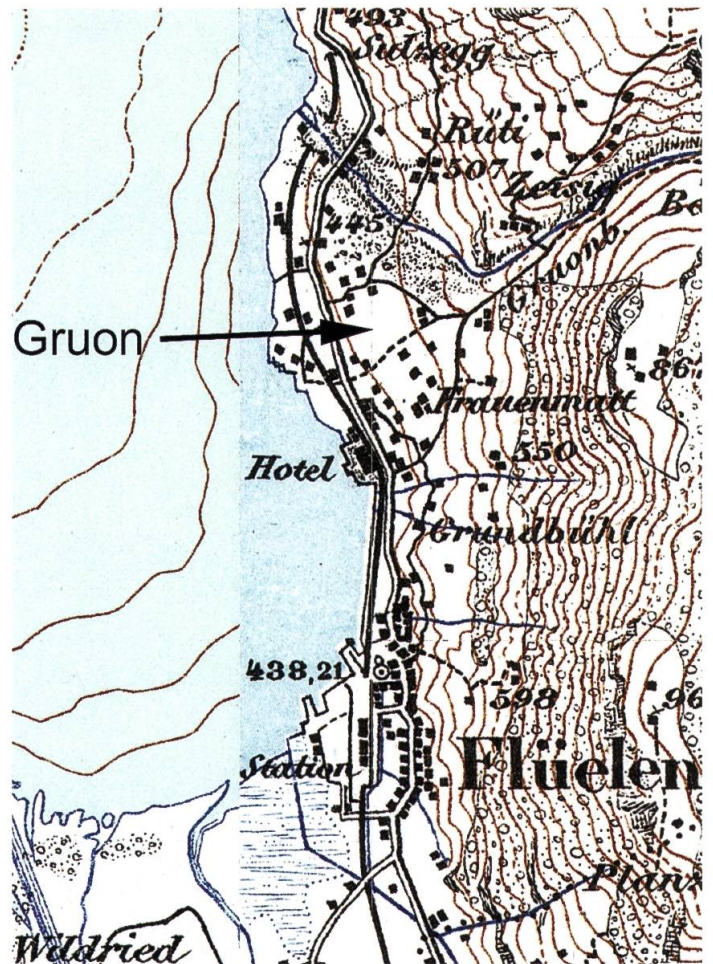 493
Sidregg
Rüti
507
Zeisig
445
Gruonb.
Gruon
86
Frauenmatt
Hotel
550
Grundbühl
438,21
598
96
Station
Flüelen
Wildried